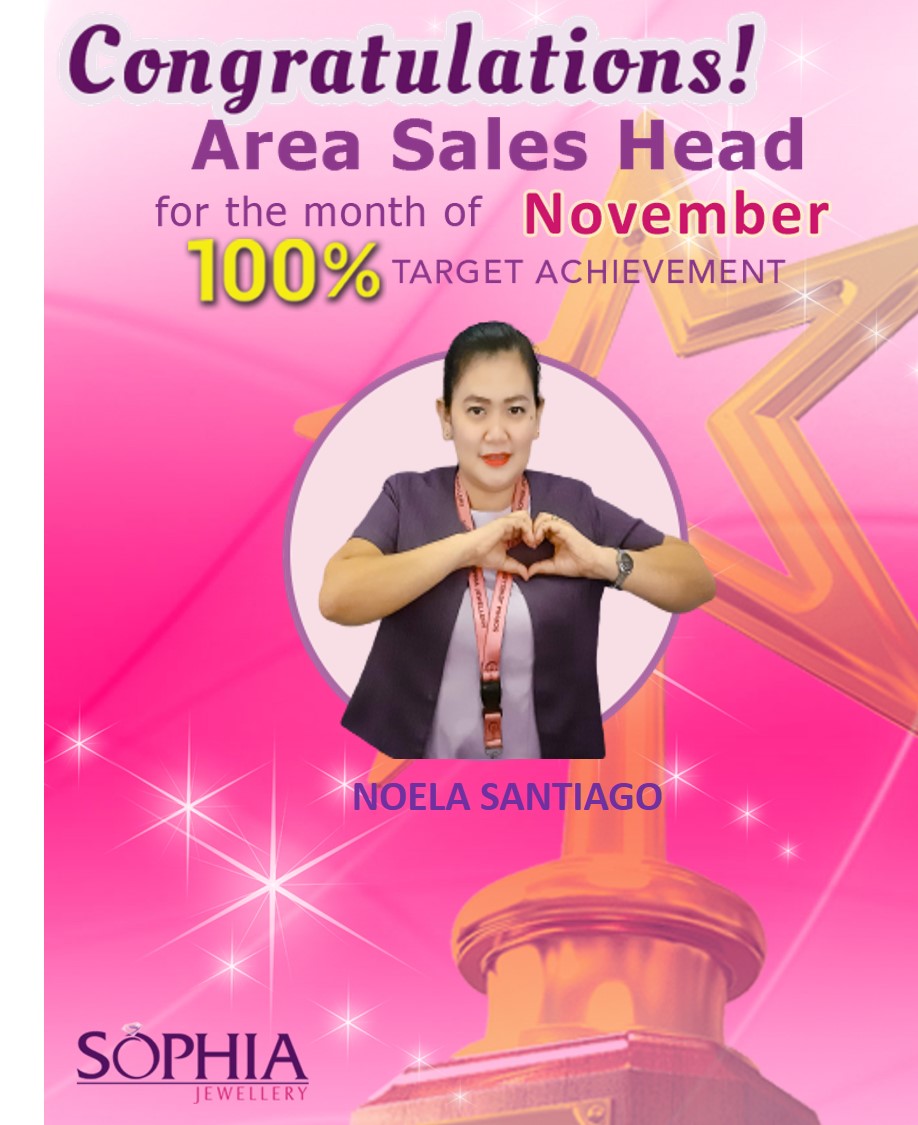 Congratulations!
Area Sales Head
for the month of November
100% TARGET ACHIEVEMENT
NOELA SANTIAGO
SOPHIA
JEWELLERY